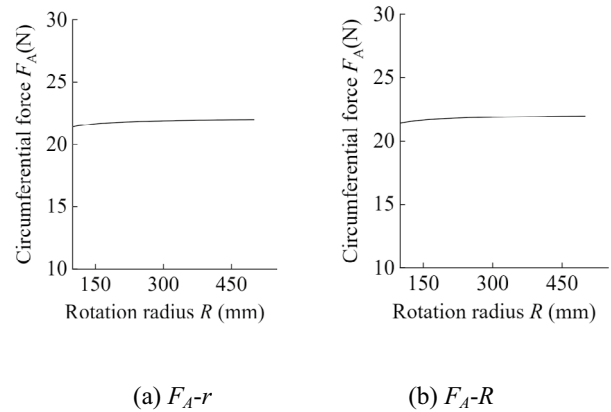 Circumferential force F_A(N)
30
25
20
15
10
150 300 450
Rotation radius R (mm)
(a) F_A-r
Circumferential force F_A(N)
30
25
20
15
10
150 300 450
Rotation radius R (mm)
(b) F_A-R